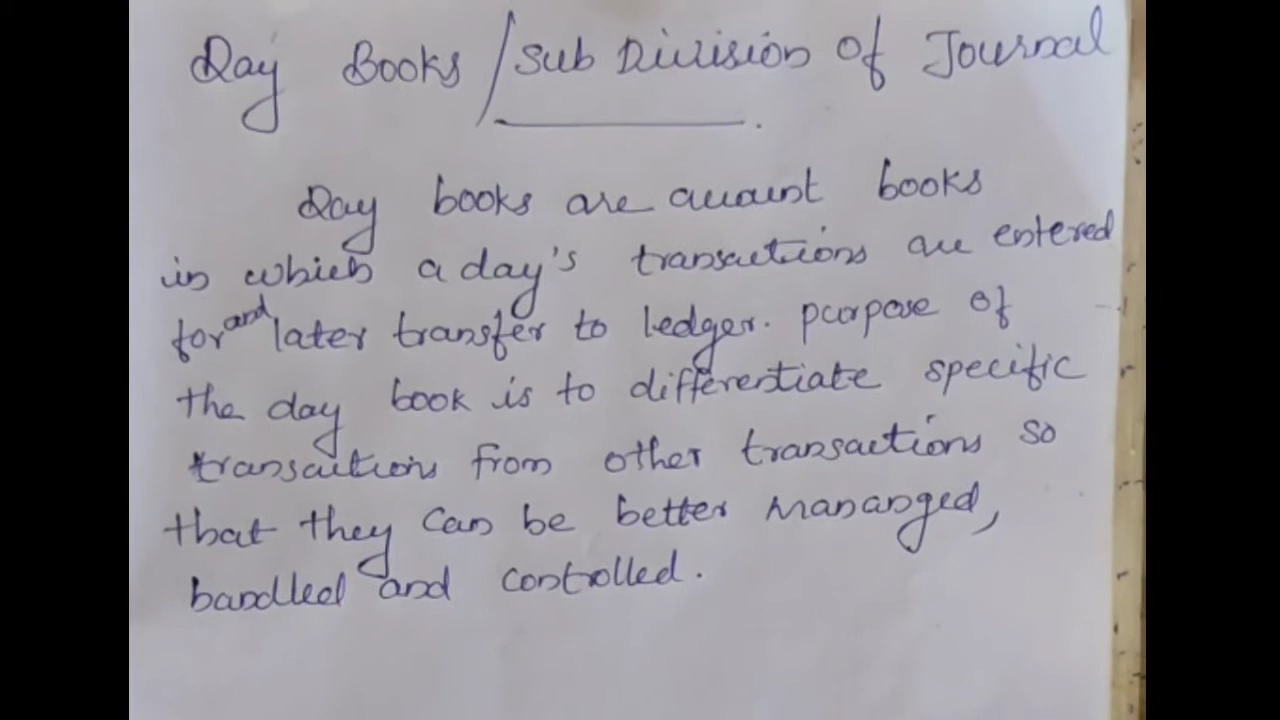 Day Books / Sub Division of Journal
Day books are account books
in which a day's transactions are entered
for and later transfer to ledger. purpose of
the day book is to differentiate specific
transactions from other transactions so
that they can be better mananged,
handled and controlled.